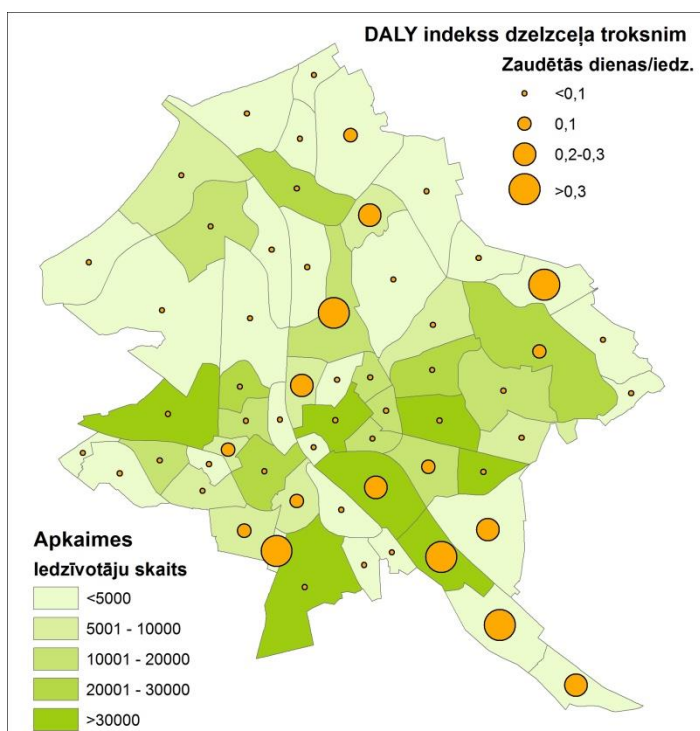 DALY indekss dzelzceļa troksnim
Zaudētās dienas/iedz.
<0,1
0,1
0,2-0,3
>0,3
Apkaimes
Iedzīvotāju skaits
<5000
5001 - 10000
10001 - 20000
20001 - 30000
>30000